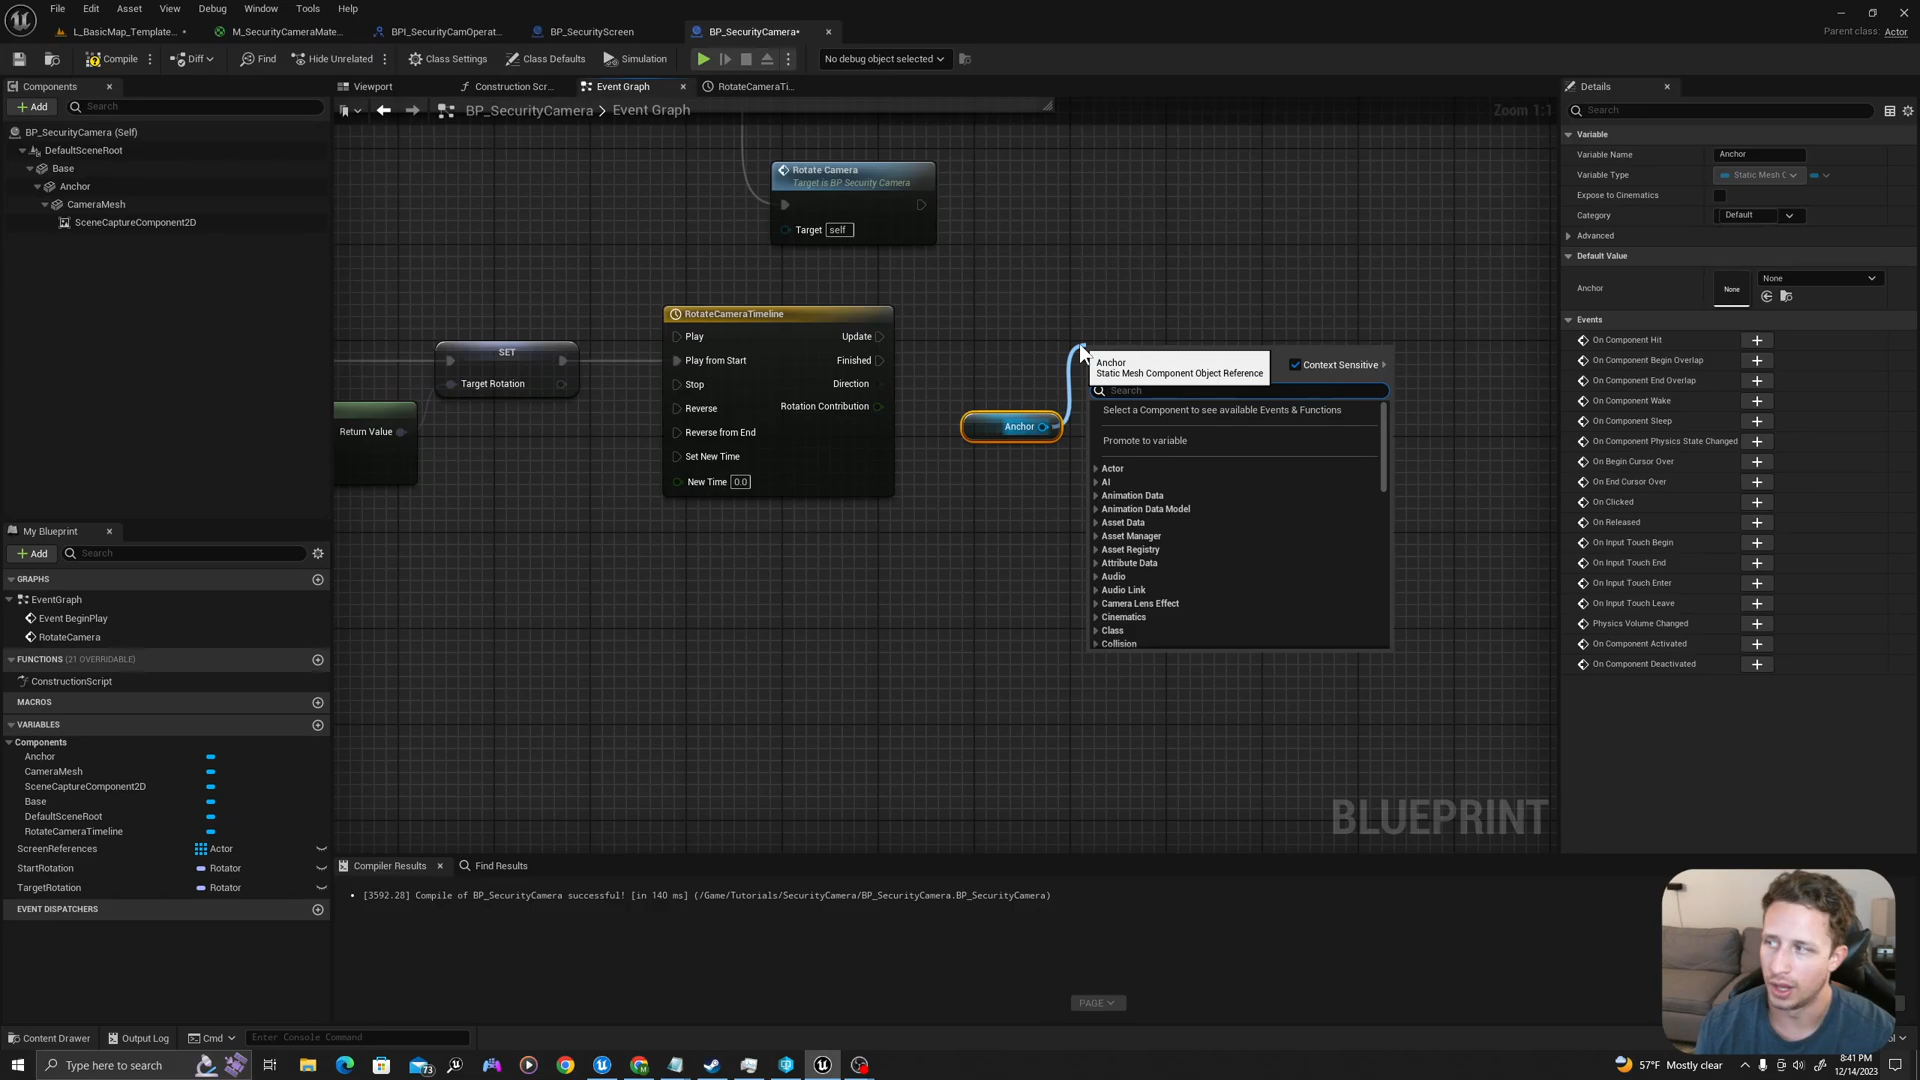 File Edit Asset View Debug Window Tools Help
L_BasicMap_Template... •
M_SecurityCameraMate...
BPI_SecurityCamOperat...
BP_SecurityScreen
BP_SecurityCamera•
Parent class: Actor
Compile
Diff
Find
Hide Unrelated
Class Settings
Class Defaults
Simulation
No debug object selected
Components
Viewport
Construction Scr...
Event Graph
RotateCameraTi...
Details
Add
Search
BP_SecurityCamera > Event Graph
Zoom 1:1
Search
BP_SecurityCamera (Self)
DefaultSceneRoot
Base
Anchor
CameraMesh
SceneCaptureComponent2D
Rotate Camera
Target is BP Security Camera
Target self
SET
Target Rotation
Return Value
RotateCameraTimeline
Play
Update
Play from Start
Finished
Stop
Direction
Reverse
Rotation Contribution
Reverse from End
Set New Time
New Time 0.0
Anchor
Anchor
Static Mesh Component Object Reference
Context Sensitive
Search
Select a Component to see available Events & Functions
Promote to variable
Actor
AI
Animation Data
Animation Data Model
Asset Data
Asset Manager
Asset Registry
Attribute Data
Audio
Audio Link
Camera Lens Effect
Cinematics
Class
Collision
BLUEPRINT
Variable
Variable Name Anchor
Variable Type Static Mesh C
Expose to Cinematics
Category Default
Advanced
Default Value
Anchor None None
Events
On Component Hit
On Component Begin Overlap
On Component End Overlap
On Component Wake
On Component Sleep
On Component Physics State Changed
On Begin Cursor Over
On End Cursor Over
On Clicked
On Released
On Input Touch Begin
On Input Touch End
On Input Touch Enter
On Input Touch Leave
Physics Volume Changed
On Component Activated
On Component Deactivated
My Blueprint
Add
Search
GRAPHS
EventGraph
Event BeginPlay
RotateCamera
FUNCTIONS (21 OVERRIDABLE)
ConstructionScript
MACROS
VARIABLES
Components
Anchor
CameraMesh
SceneCaptureComponent2D
Base
DefaultSceneRoot
RotateCameraTimeline
ScreenReferences Actor
StartRotation Rotator
TargetRotation Rotator
EVENT DISPATCHERS
Compiler Results
Find Results
[3592.28] Compile of BP_SecurityCamera successful! [in 140 ms] (/Game/Tutorials/SecurityCamera/BP_SecurityCamera.BP_SecurityCamera)
PAGE
Content Drawer
Output Log
Cmd
Enter Console Command
Type here to search
73
57°F Mostly clear
8:41 PM
12/14/2023